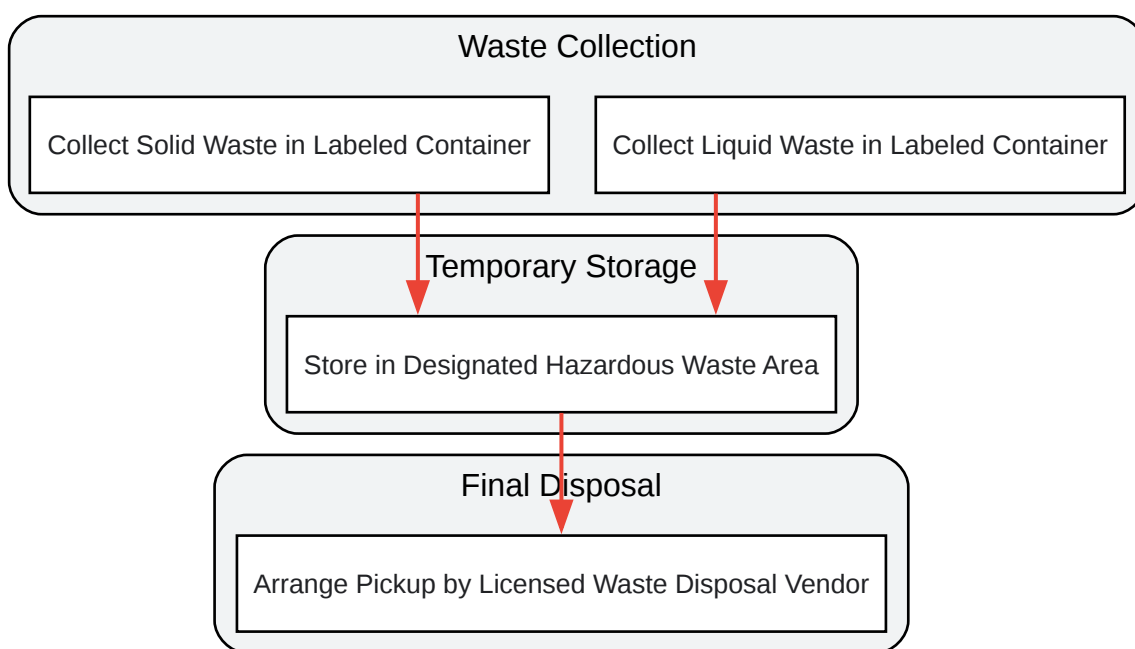 Waste Collection
Collect Solid Waste in Labeled Container
Collect Liquid Waste in Labeled Container
Temporary Storage
Store in Designated Hazardous Waste Area
Final Disposal
Arrange Pickup by Licensed Waste Disposal Vendor